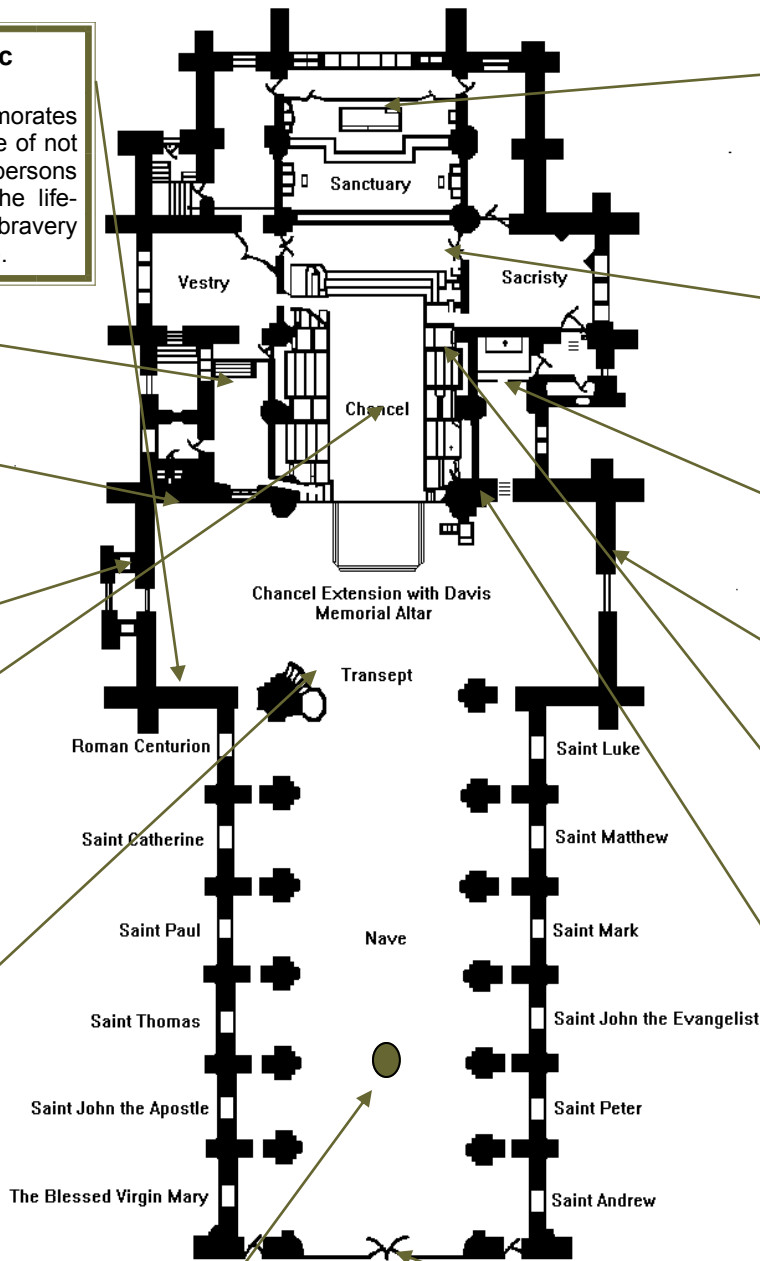 c
morates
e of not
persons
he life-
bravery
.
Sanctuary
Vestry
Sacristy
Chancel
Chancel Extension with Davis
Memorial Altar
Transept
Roman Centurion
Saint Luke
Saint Catherine
Saint Matthew
Saint Paul
Nave
Saint Mark
Saint Thomas
Saint John the Evangelist
Saint John the Apostle
Saint Peter
The Blessed Virgin Mary
Saint Andrew